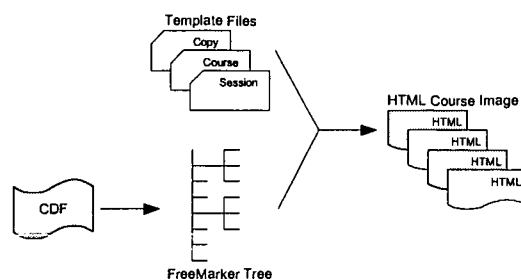 Template Files
Copy
Course
Session
HTML Course Image
HTML
HTML
HTML
HTML
CDF
FreeMarker Tree